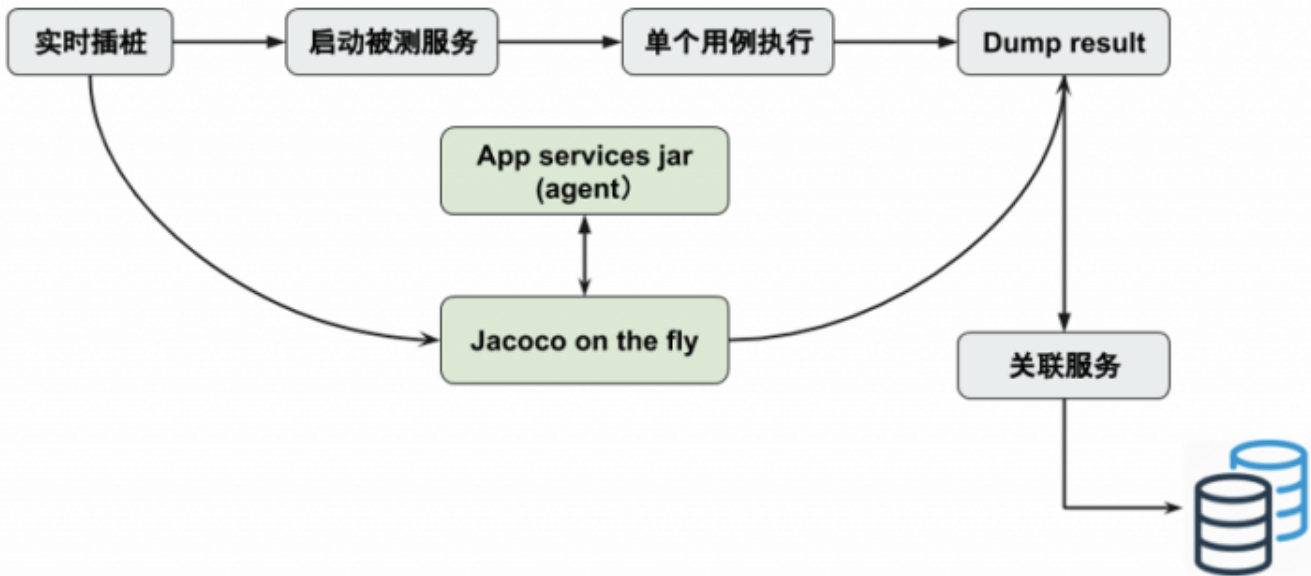 实时插桩
启动被测服务
单个用例执行
Dump result
App services jar
(agent）
Jacoco on the fly
关联服务